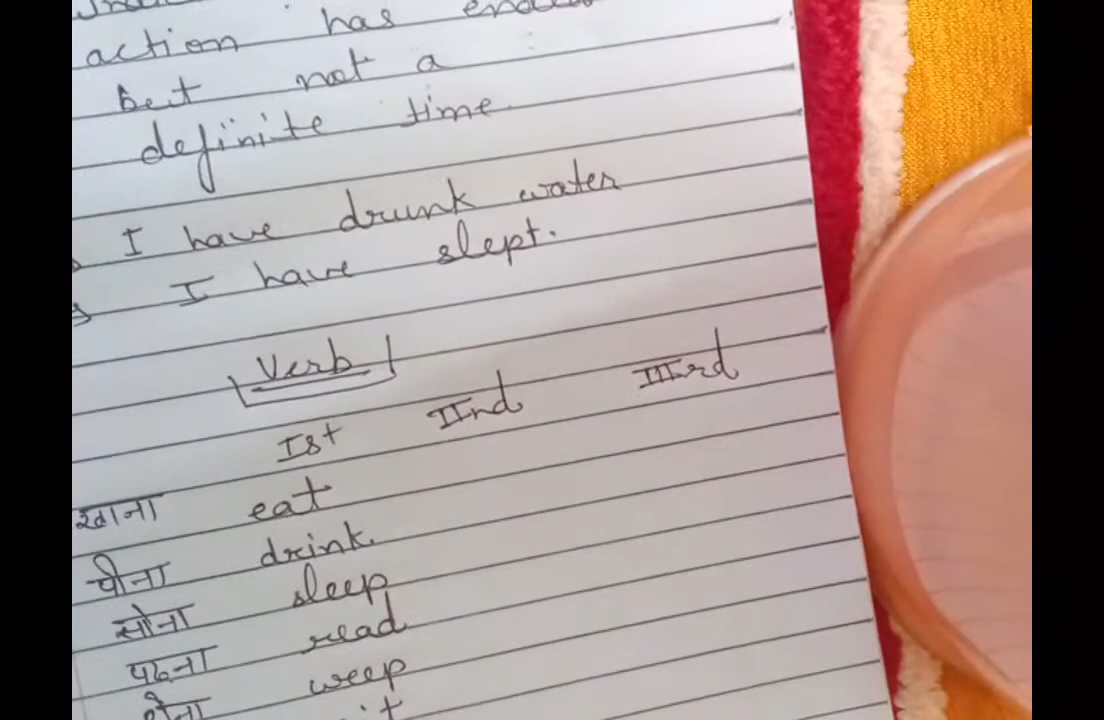 action has
but not a
definite time.
I have drunk water
I have slept.
Verb
Ist IInd IIIrd
खाना eat
पीना drink.
सोना sleep
पढ़ना read
रोना weep